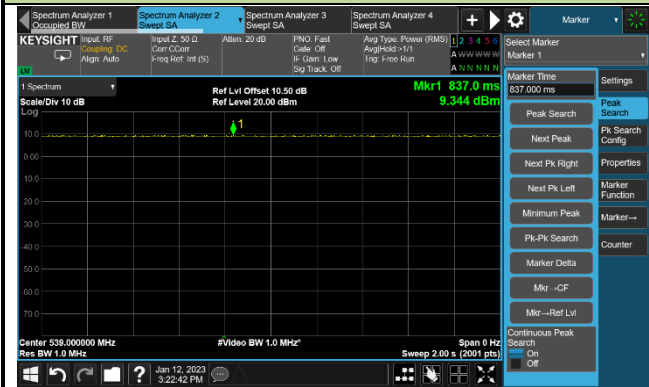 Spectrum Analyzer 1
Occupied BW
Spectrum Analyzer 2
Swept SA
Spectrum Analyzer 3
Swept SA
Spectrum Analyzer 4
Swept SA
+
Marker
KEYSIGHT
Input: RF
Coupling: DC
Align: Auto
Input Z: 50 Ω
Corr CCorr
Freq Ref: Int (S)
Atten: 20 dB
PNO: Fast
Gate: Off
IF Gain: Low
Sig Track: Off
Avg Type: Power (RMS)
Avg|Hold:>1/1
Trig: Free Run
1 2 3 4 5 6
A W W W W W
A N N N N N
LV
Select Marker
Marker 1
1 Spectrum
Scale/Div 10 dB
Log
Ref Lvl Offset 10.50 dB
Ref Level 20.00 dBm
Mkr1 837.0 ms
9.344 dBm
1
10.0
0.00
-10.0
-20.0
-30.0
-40.0
-50.0
-60.0
-70.0
Center 539.000000 MHz
Res BW 1.0 MHz
#Video BW 1.0 MHz*
Span 0 Hz
Sweep 2.00 s (2001 pts)
Marker Time
837.000 ms
Peak Search
Next Peak
Next Pk Right
Next Pk Left
Minimum Peak
Pk-Pk Search
Marker Delta
Mkr→CF
Mkr→Ref Lvl
Continuous Peak
Search
On
Off
Settings
Peak
Search
Pk Search
Config
Properties
Marker
Function
Marker→
Counter
?
Jan 12, 2023
3:22:42 PM